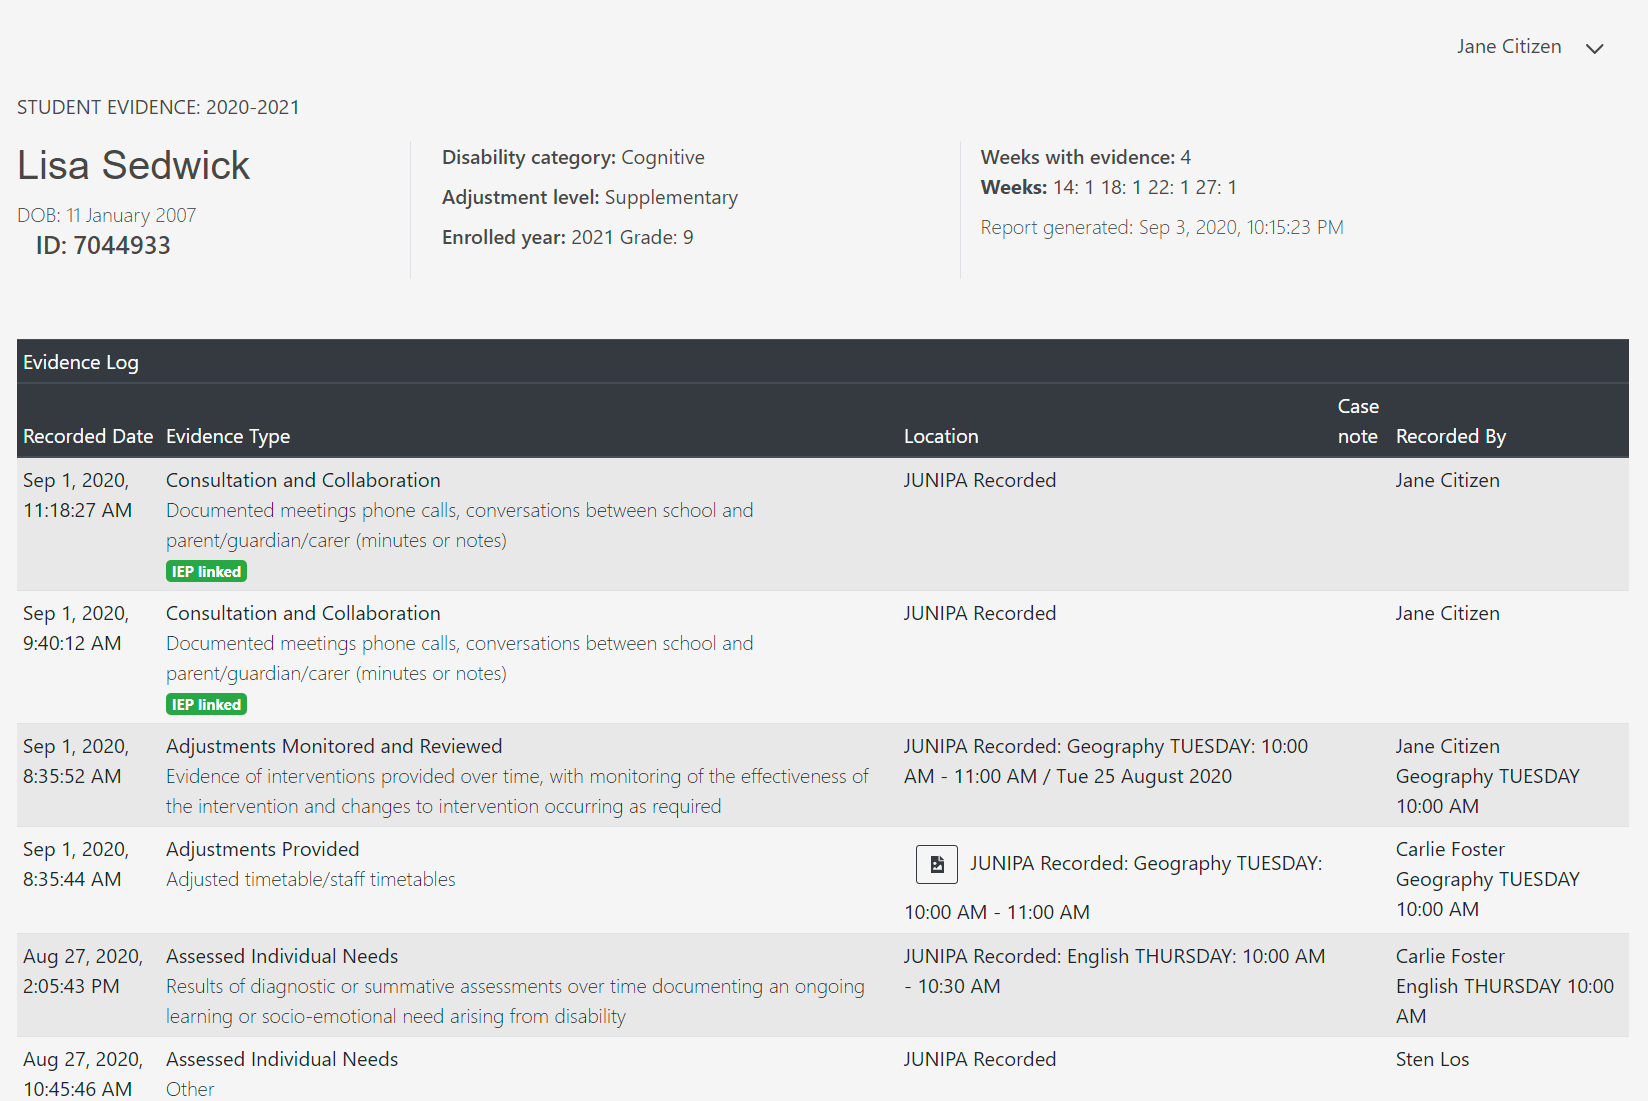 Jane Citizen
STUDENT EVIDENCE: 2020-2021
Lisa Sedwick
DOB: 11 January 2007
ID: 7044933
Disability category: Cognitive
Adjustment level: Supplementary
Enrolled year: 2021 Grade: 9
Weeks with evidence: 4
Weeks: 14: 1 18: 1 22: 1 27: 1
Report generated: Sep 3, 2020, 10:15:23 PM
Evidence Log
Recorded Date
Evidence Type
Location
Case
note
Recorded By
Sep 1, 2020,
11:18:27 AM
Consultation and Collaboration
Documented meetings phone calls, conversations between school and
parent/guardian/carer (minutes or notes)
IEP linked
JUNIPA Recorded
Jane Citizen
Sep 1, 2020,
9:40:12 AM
Consultation and Collaboration
Documented meetings phone calls, conversations between school and
parent/guardian/carer (minutes or notes)
IEP linked
JUNIPA Recorded
Jane Citizen
Sep 1, 2020,
8:35:52 AM
Adjustments Monitored and Reviewed
Evidence of interventions provided over time, with monitoring of the effectiveness of
the intervention and changes to intervention occurring as required
JUNIPA Recorded: Geography TUESDAY: 10:00
AM - 11:00 AM / Tue 25 August 2020
Jane Citizen
Geography TUESDAY
10:00 AM
Sep 1, 2020,
8:35:44 AM
Adjustments Provided
Adjusted timetable/staff timetables
JUNIPA Recorded: Geography TUESDAY:
10:00 AM - 11:00 AM
Carlie Foster
Geography TUESDAY
10:00 AM
Aug 27, 2020,
2:05:43 PM
Assessed Individual Needs
Results of diagnostic or summative assessments over time documenting an ongoing
learning or socio-emotional need arising from disability
JUNIPA Recorded: English THURSDAY: 10:00 AM
- 10:30 AM
Carlie Foster
English THURSDAY 10:00
AM
Aug 27, 2020,
10:45:46 AM
Assessed Individual Needs
Other
JUNIPA Recorded
Sten Los